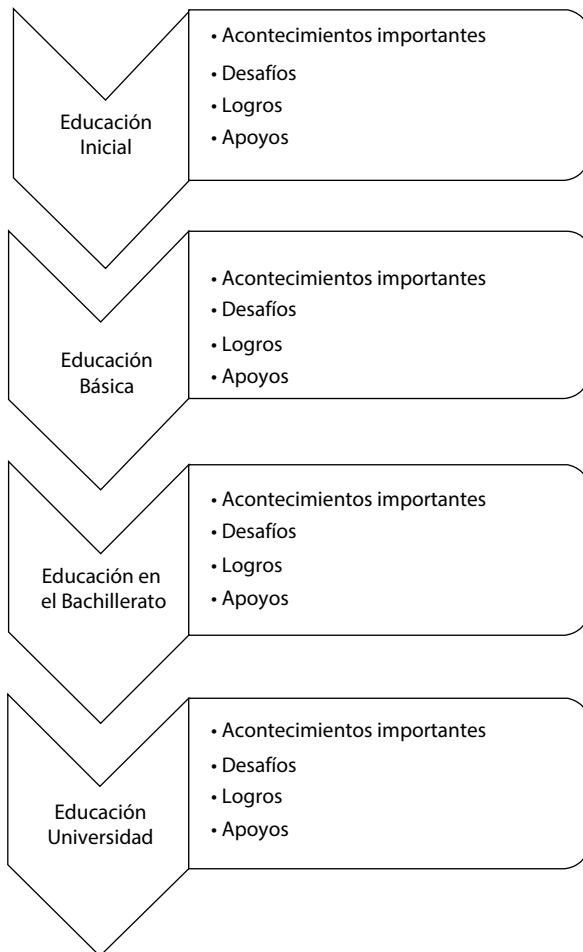 Educación
Inicial
• Acontecimientos importantes
• Desafíos
• Logros
• Apoyos
Educación
Básica
• Acontecimientos importantes
• Desafíos
• Logros
• Apoyos
Educación en
el Bachillerato
• Acontecimientos importantes
• Desafíos
• Logros
• Apoyos
Educación
Universidad
• Acontecimientos importantes
• Desafíos
• Logros
• Apoyos